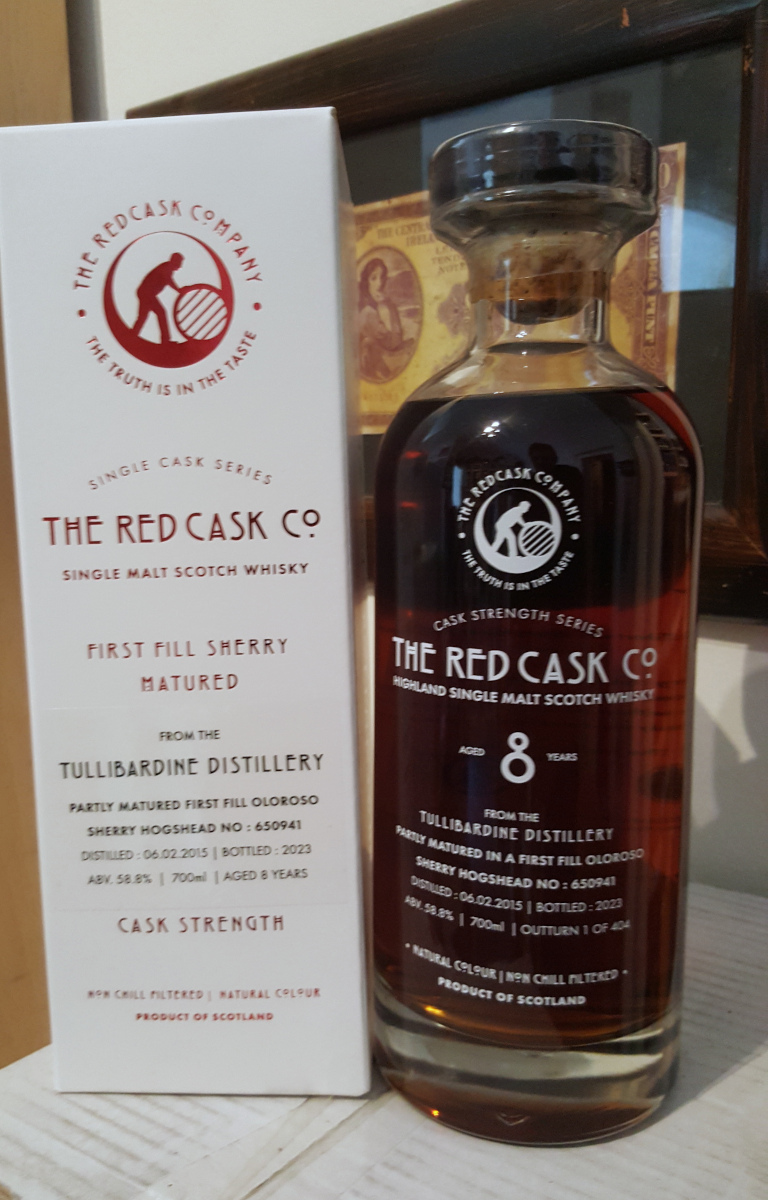 THE REDCASK COMPANY
THE TRUTH IS IN THE TASTE
SINGLE CASK SERIES
THE RED CASK Co
SINGLE MALT SCOTCH WHISKY
FIRST FILL SHERRY
MATURED
FROM THE
TULLIBARDINE DISTILLERY
PARTLY MATURED FIRST FILL OLOROSO
SHERRY HOGSHEAD NO : 650941
DISTILLED : 06.02.2015 | BOTTLED : 2023
ABV. 58.8% | 700ml | AGED 8 YEARS
CASK STRENGTH
NON CHILL FILTERED | NATURAL COLOUR
PRODUCT OF SCOTLAND
THE REDCASK COMPANY
THE TRUTH IS IN THE TASTE
CASK STRENGTH SERIES
THE RED CASK Co
HIGHLAND SINGLE MALT SCOTCH WHISKY
AGED 8 YEARS
FROM THE
TULLIBARDINE DISTILLERY
PARTLY MATURED IN A FIRST FILL OLOROSO
SHERRY HOGSHEAD NO : 650941
DISTILLED : 06.02.2015 | BOTTLED : 2023
ABV. 58.8% | 700ml | OUTTURN 1 OF 404
• NATURAL COLOUR | NON CHILL FILTERED •
PRODUCT OF SCOTLAND
THE CENTRAL